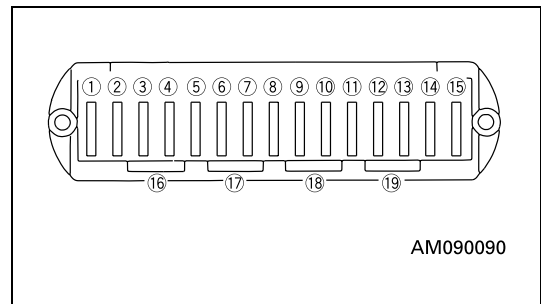 ① ② ③ ④ ⑤ ⑥ ⑦ ⑧ ⑨ ⑩ ⑪ ⑫ ⑬ ⑭ ⑮
⑯ ⑰ ⑱ ⑲
AM090090